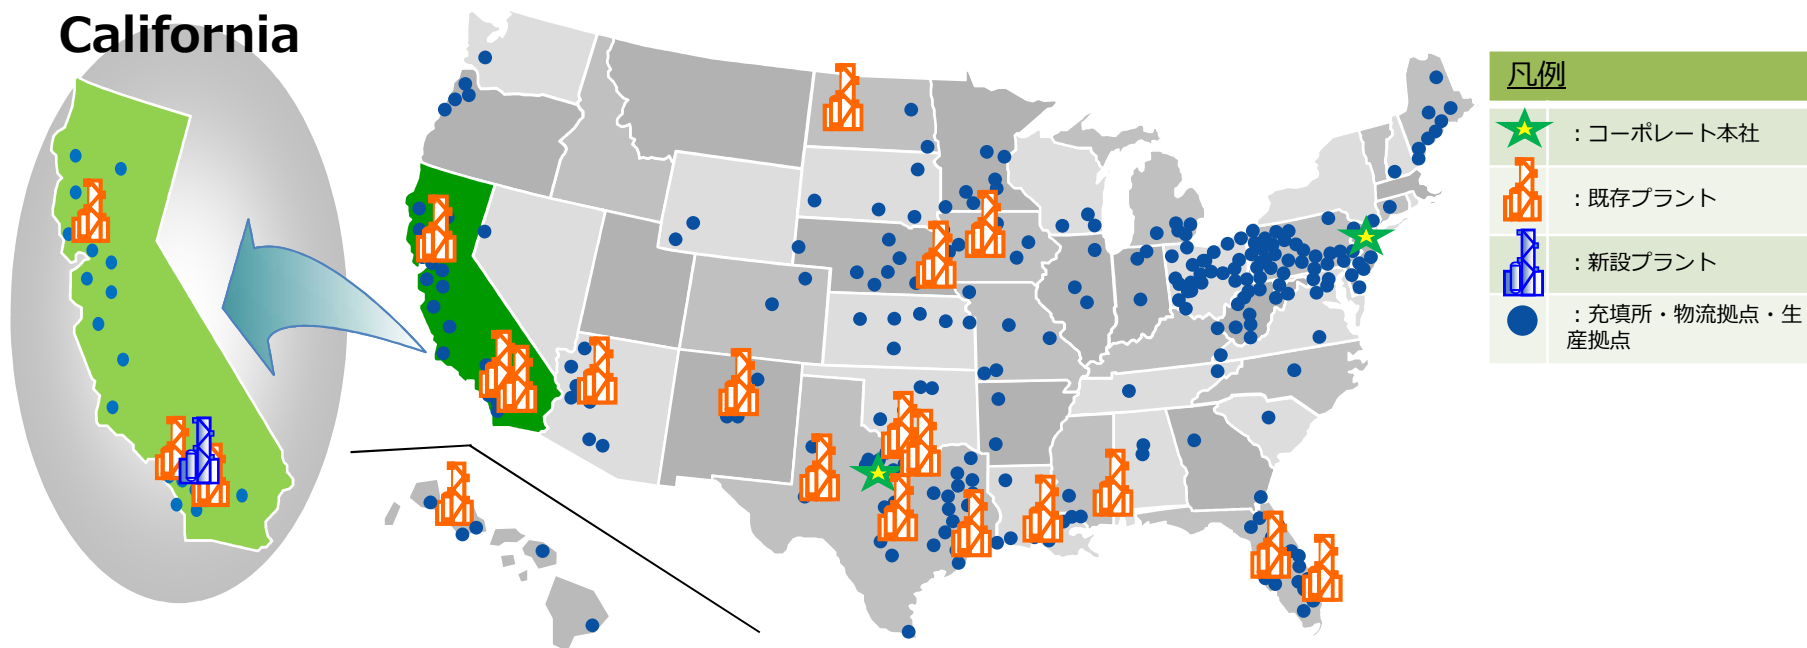 California
凡例
：コーポレート本社
：既存プラント
：新設プラント
：充填所・物流拠点・生
産拠点